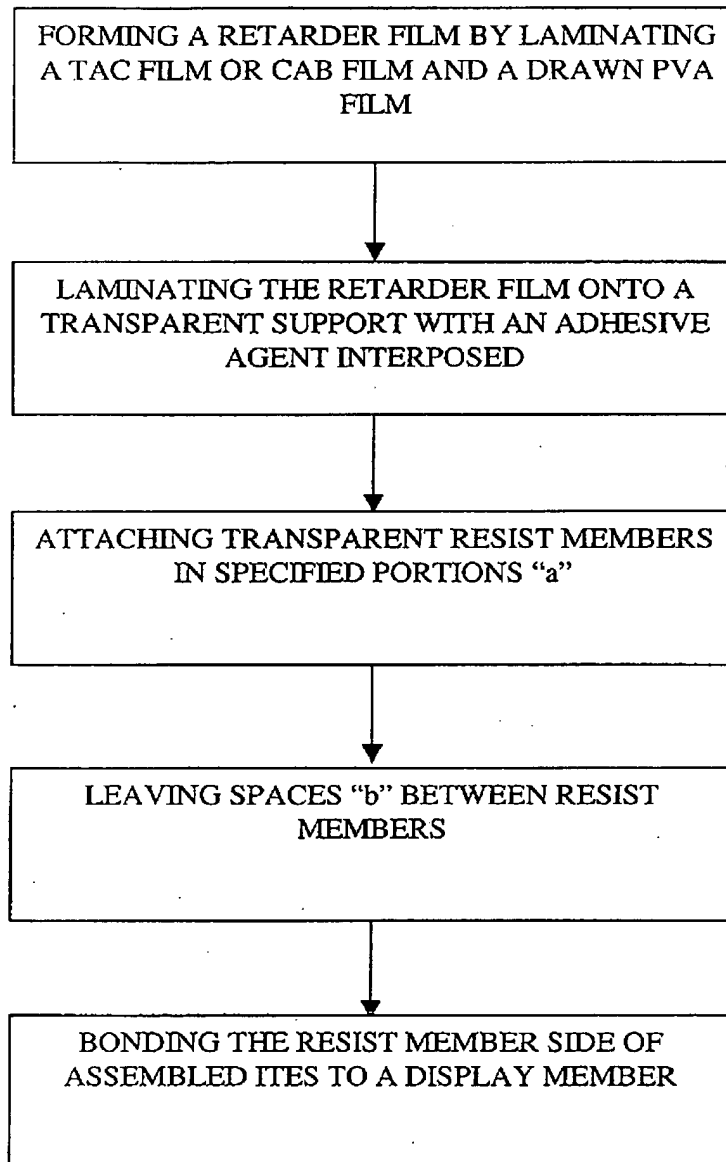 FORMING A RETARDER FILM BY LAMINATING
A TAC FILM OR CAB FILM AND A DRAWN PVA
FILM
LAMINATING THE RETARDER FILM ONTO A
TRANSPARENT SUPPORT WITH AN ADHESIVE
AGENT INTERPOSED
ATTACHING TRANSPARENT RESIST MEMBERS
IN SPECIFIED PORTIONS “a”
LEAVING SPACES “b” BETWEEN RESIST
MEMBERS
BONDING THE RESIST MEMBER SIDE OF
ASSEMBLED ITES TO A DISPLAY MEMBER